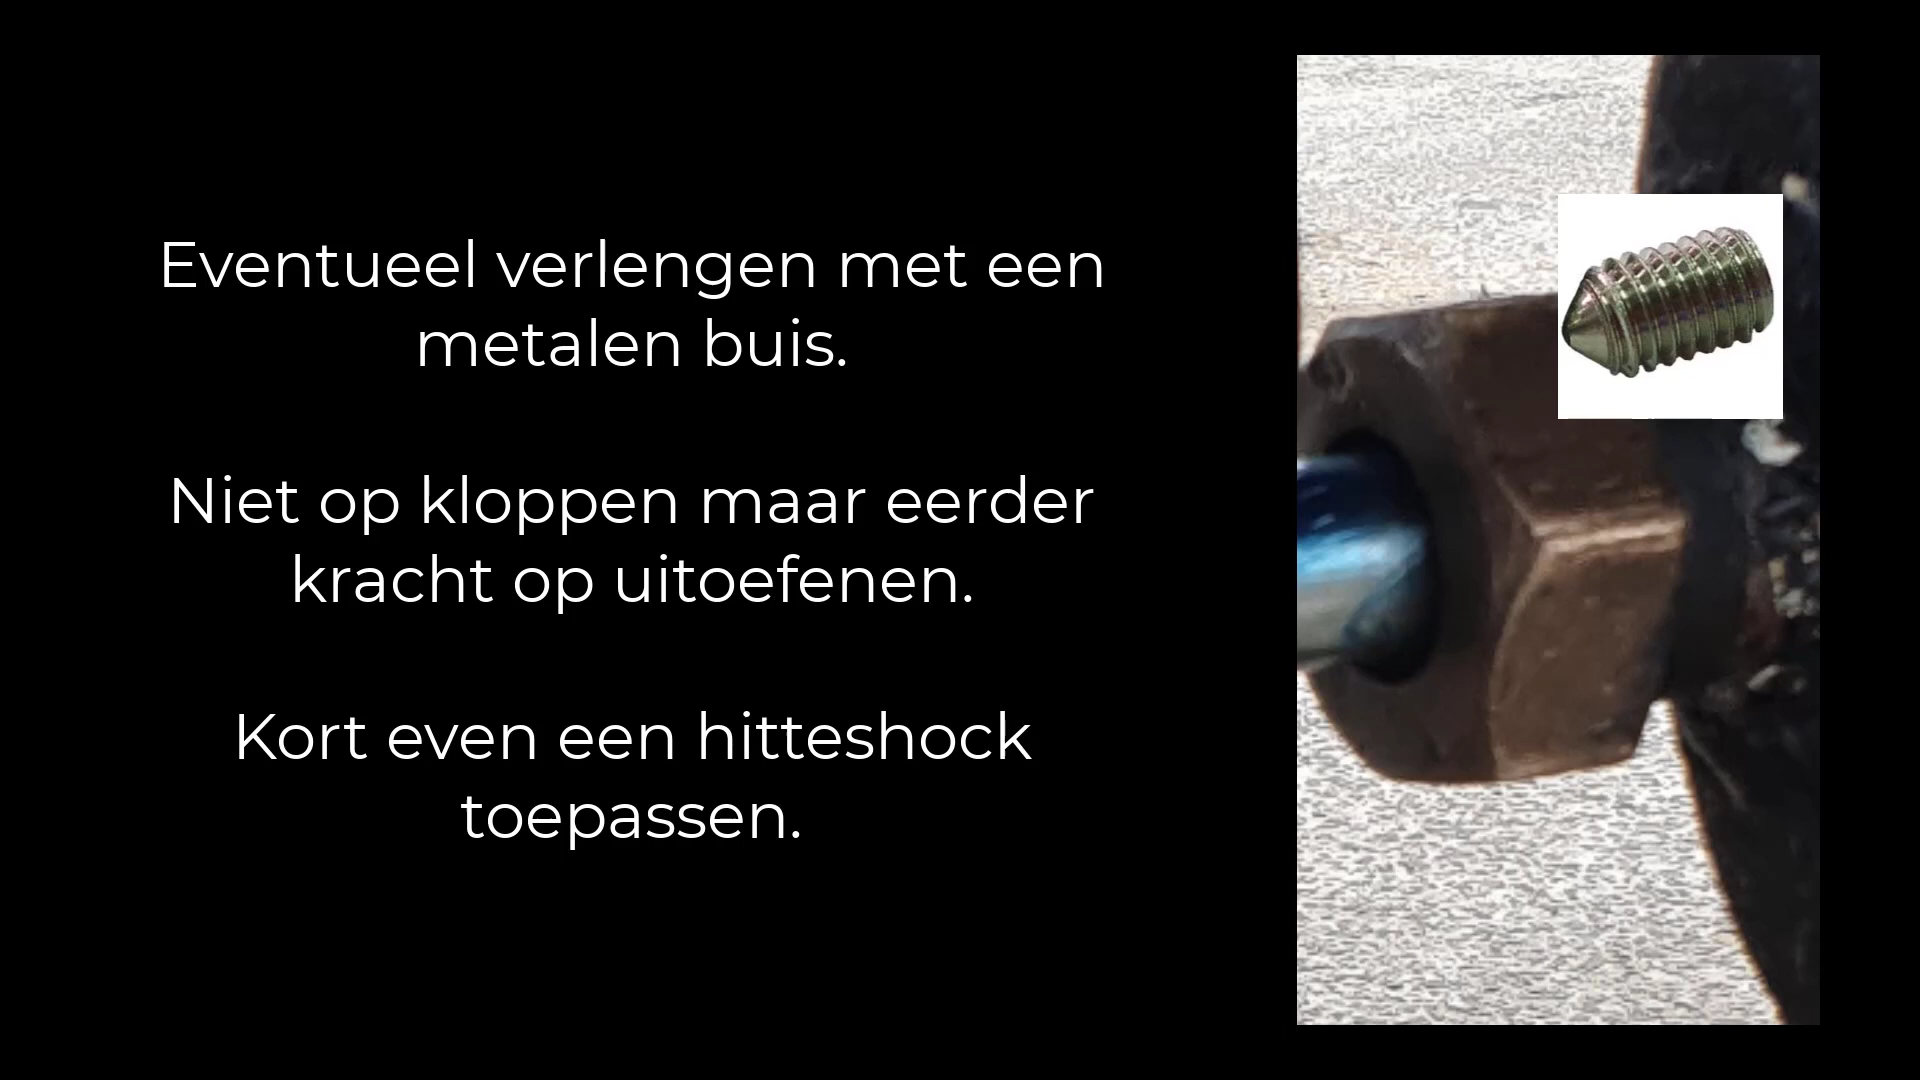 Eventueel verlengen met een
metalen buis.
Niet op kloppen maar eerder
kracht op uitoefenen.
Kort even een hitteshock
toepassen.